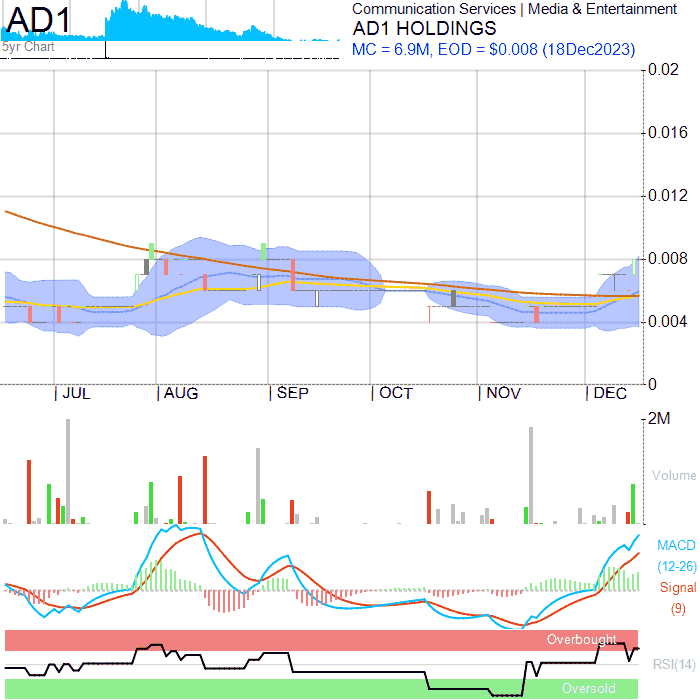 AD1
5yr Chart
Communication Services | Media & Entertainment
AD1 HOLDINGS
MC = 6.9M, EOD = $0.008 (18Dec2023)
0.02
0.016
0.012
0.008
0.004
0
JUL AUG SEP OCT NOV DEC
2M
Volume
MACD
(12-26)
Signal
(9)
Overbought
RSI(14)
Oversold